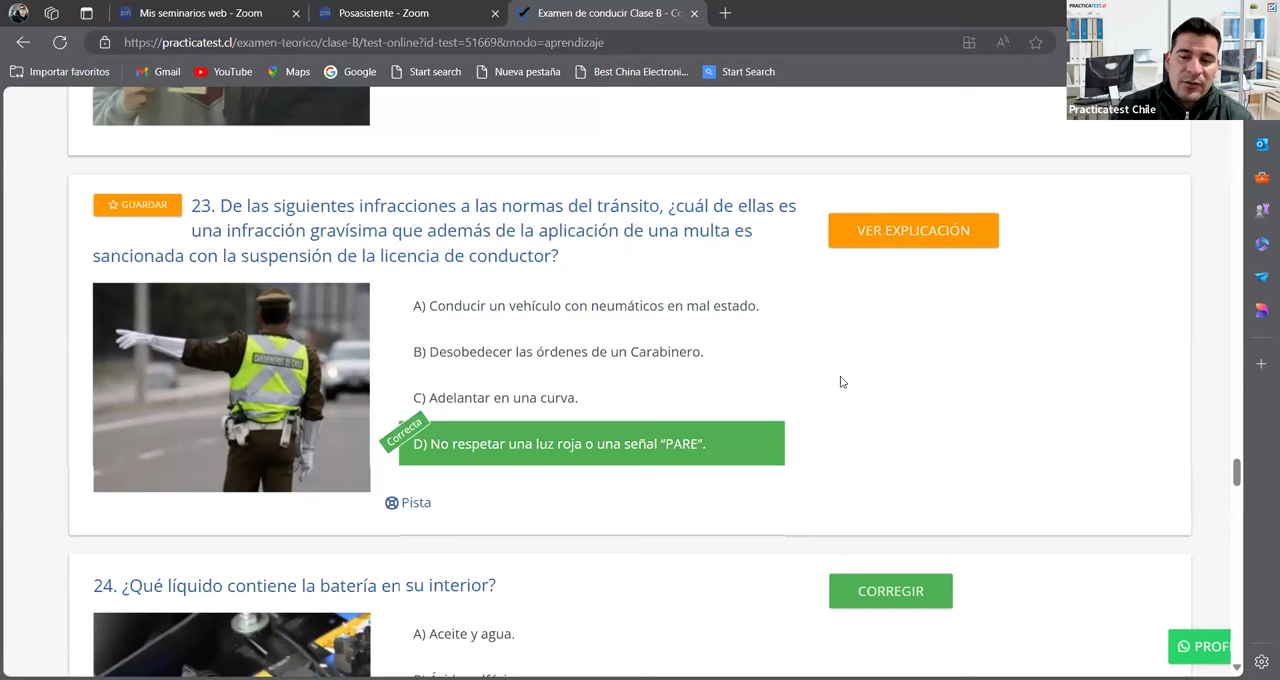 Mis seminarios web - Zoom
Posasistente - Zoom
Examen de conducir Clase B - Co
https://practicatest.cl/examen-teorico/clase-B/test-online?id-test=51669&modo=aprendizaje
Importar favoritos
Gmail
YouTube
Maps
Google
Start search
Nueva pestaña
Best China Electroni...
Start Search
PRACTICATEST.cl
Practicatest Chile
GUARDAR
23. De las siguientes infracciones a las normas del tránsito, ¿cuál de ellas es
una infracción gravísima que además de la aplicación de una multa es
sancionada con la suspensión de la licencia de conductor?
VER EXPLICACIÓN
CARABINEROS DE CHILE
A) Conducir un vehículo con neumáticos en mal estado.
B) Desobedecer las órdenes de un Carabinero.
C) Adelantar en una curva.
Correcta
D) No respetar una luz roja o una señal “PARE”.
Pista
24. ¿Qué líquido contiene la batería en su interior?
CORREGIR
A) Aceite y agua.
PROF